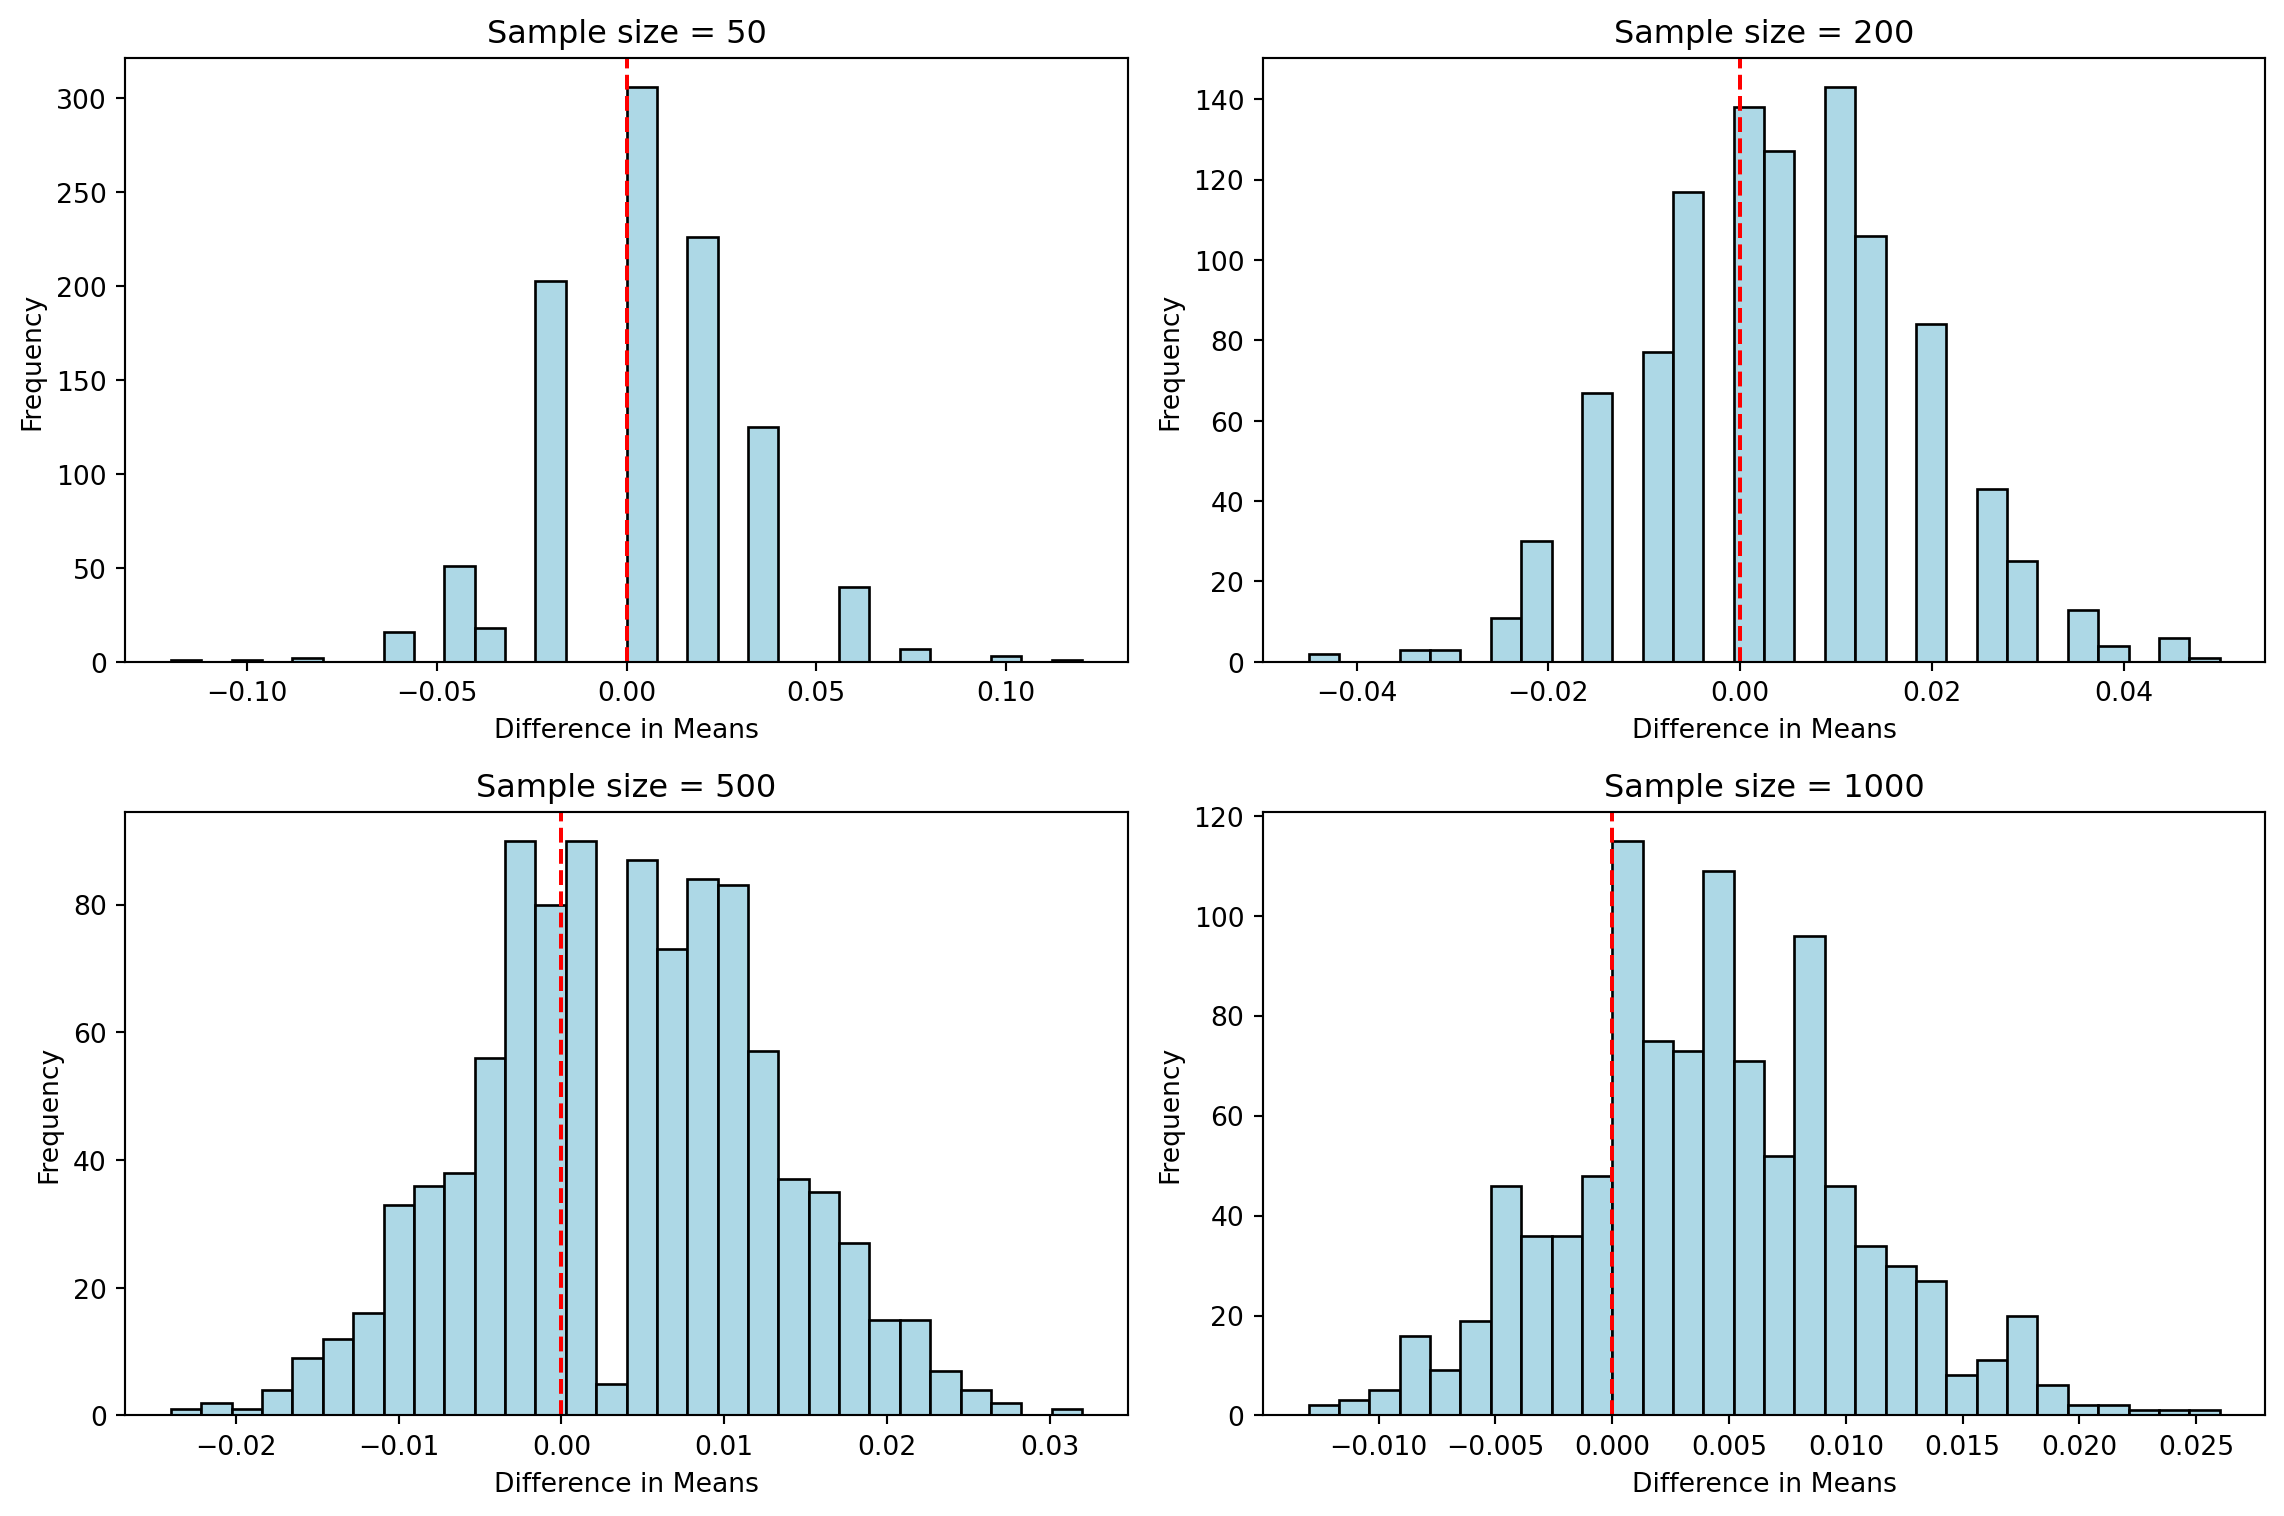 Sample size = 50
300
250
200
150
100
50
0
Frequency
−0.10 −0.05 0.00 0.05 0.10
Difference in Means
Sample size = 200
140
120
100
80
60
40
20
0
Frequency
−0.04 −0.02 0.00 0.02 0.04
Difference in Means
Sample size = 500
80
60
40
20
0
Frequency
−0.02 −0.01 0.00 0.01 0.02 0.03
Difference in Means
Sample size = 1000
120
100
80
60
40
20
0
Frequency
−0.010 −0.005 0.000 0.005 0.010 0.015 0.020 0.025
Difference in Means